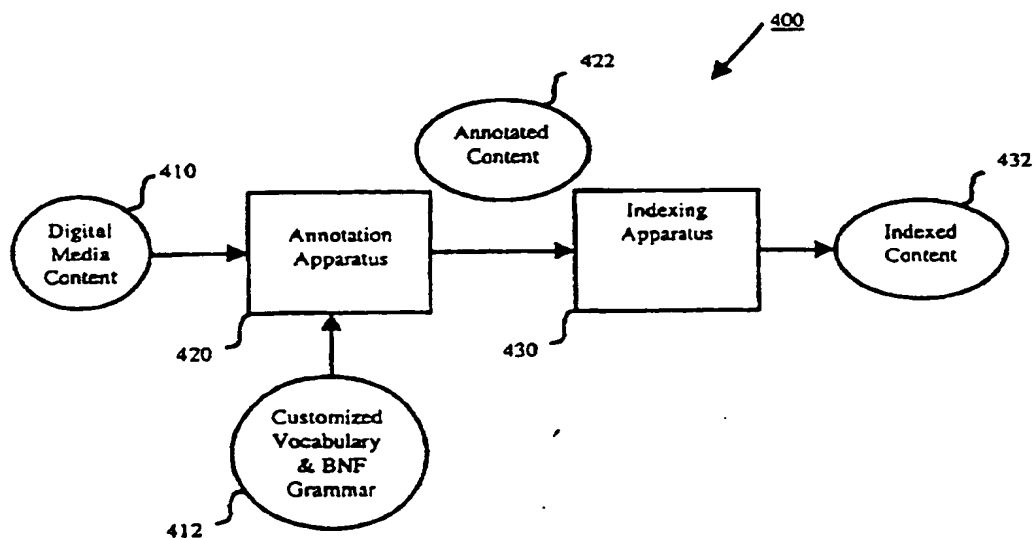 400
422
Annotated
Content
410
432
Digital
Media
Content
Annotation
Apparatus
Indexing
Apparatus
Indexed
Content
420
430
Customized
Vocabulary
& BNF
Grammar
412